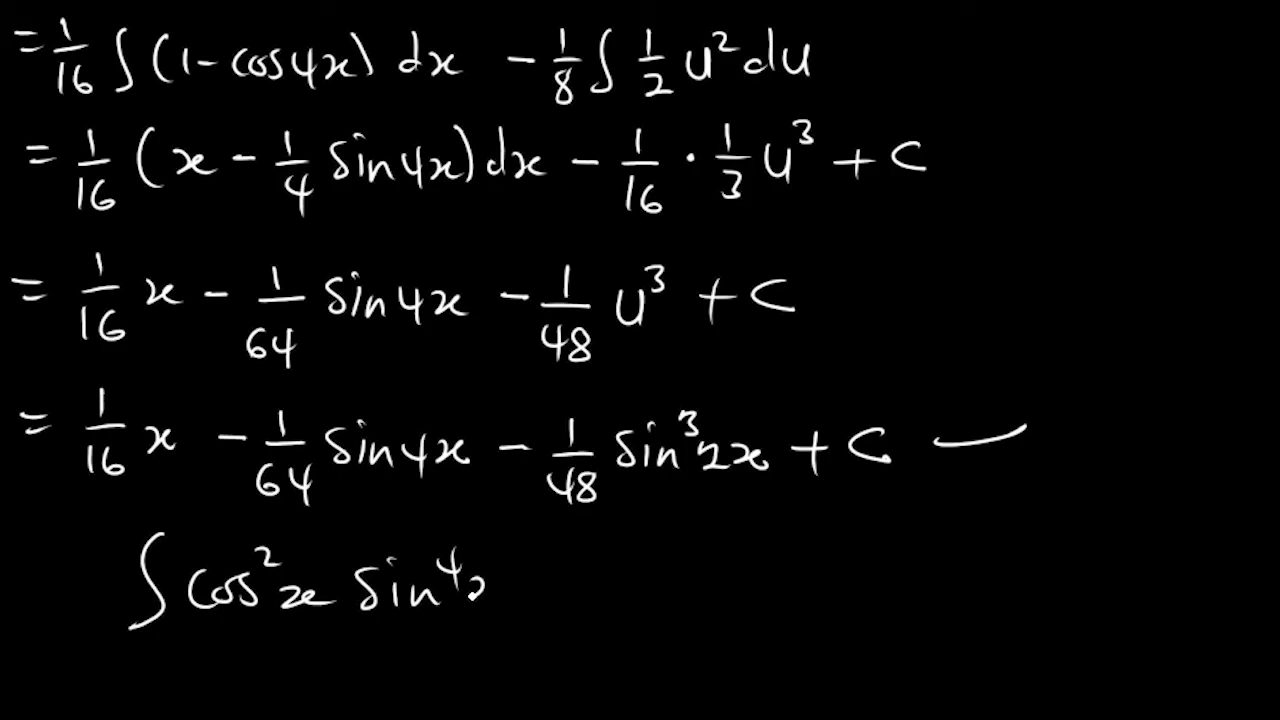 = 1/16 ∫ (1 - cos4x) dx - 1/8 ∫ 1/2 u² du
= 1/16 (x - 1/4 sin4x) dx - 1/16 · 1/3 u³ + C
= 1/16 x - 1/64 sin4x - 1/48 u³ + C
= 1/16 x - 1/64 sin4x - 1/48 sin³2x + C
∫ cos²x sin⁴